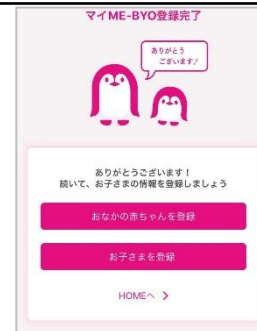 マイME-BYO登録完了
ありがとう
ございます！
ありがとうございます！
続いて、お子さまの情報を登録しましょう
おなかの赤ちゃんを登録
お子さまを登録
HOMEへ >